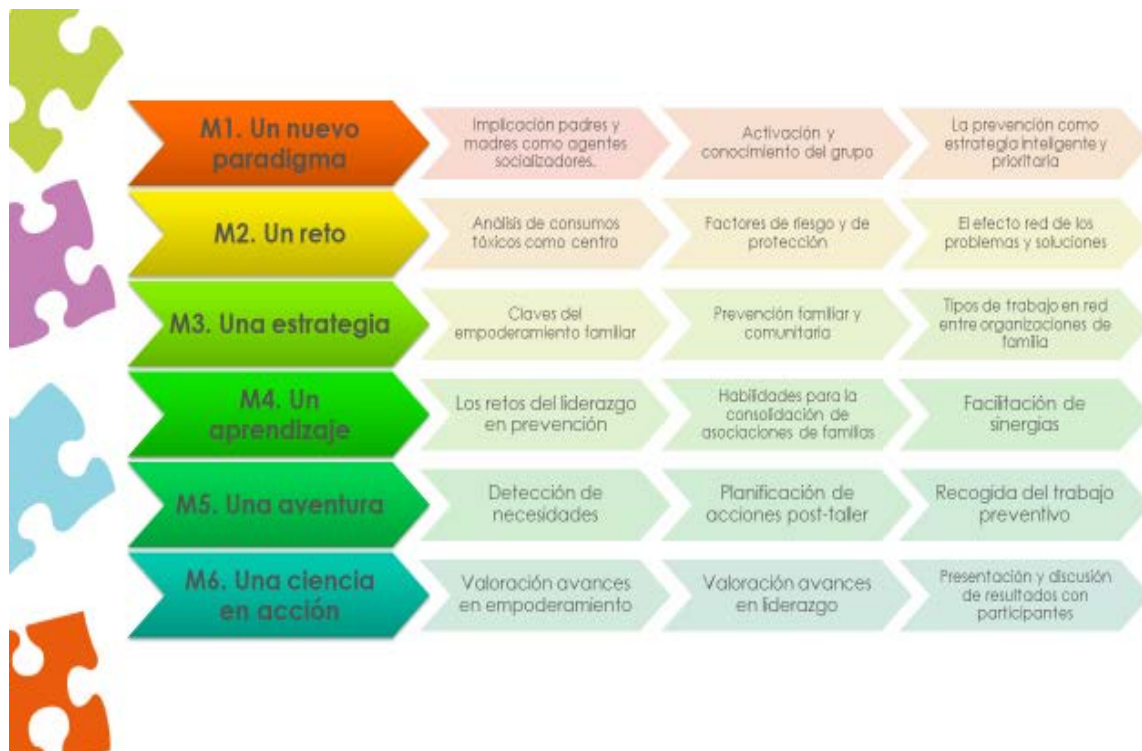 M1. Un nuevo
paradigma
Implicación padres y
madres como agentes
socializadores.
Activación y
conocimiento del grupo
La prevención como
estrategia inteligente y
prioritaria
M2. Un reto
Análisis de consumos
tóxicos como centro
Factores de riesgo y de
protección
El efecto red de los
problemas y soluciones
M3. Una estrategia
Claves del
empoderamiento familiar
Prevención familiar y
comunitaria
Tipos de trabajo en red
entre organizaciones de
familia
M4. Un
aprendizaje
Los retos del liderazgo
en prevención
Habilidades para la
consolidación de
asociaciones de familias
Facilitación de
sinergias
M5. Una aventura
Detección de
necesidades
Planificación de
acciones post-taller
Recogida del trabajo
preventivo
M6. Una ciencia
en acción
Valoración avances
en empoderamiento
Valoración avances
en liderazgo
Presentación y discusión
de resultados con
participantes